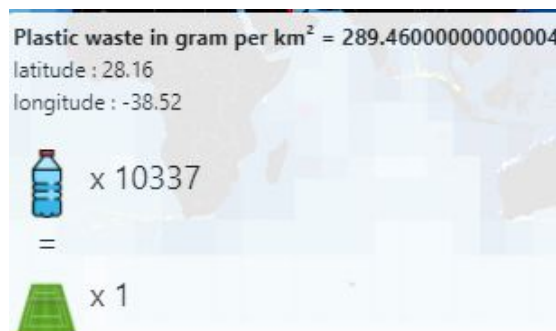 Plastic waste in gram per km² = 289.46000000000004
latitude : 28.16
longitude : -38.52
x 10337
=
x 1